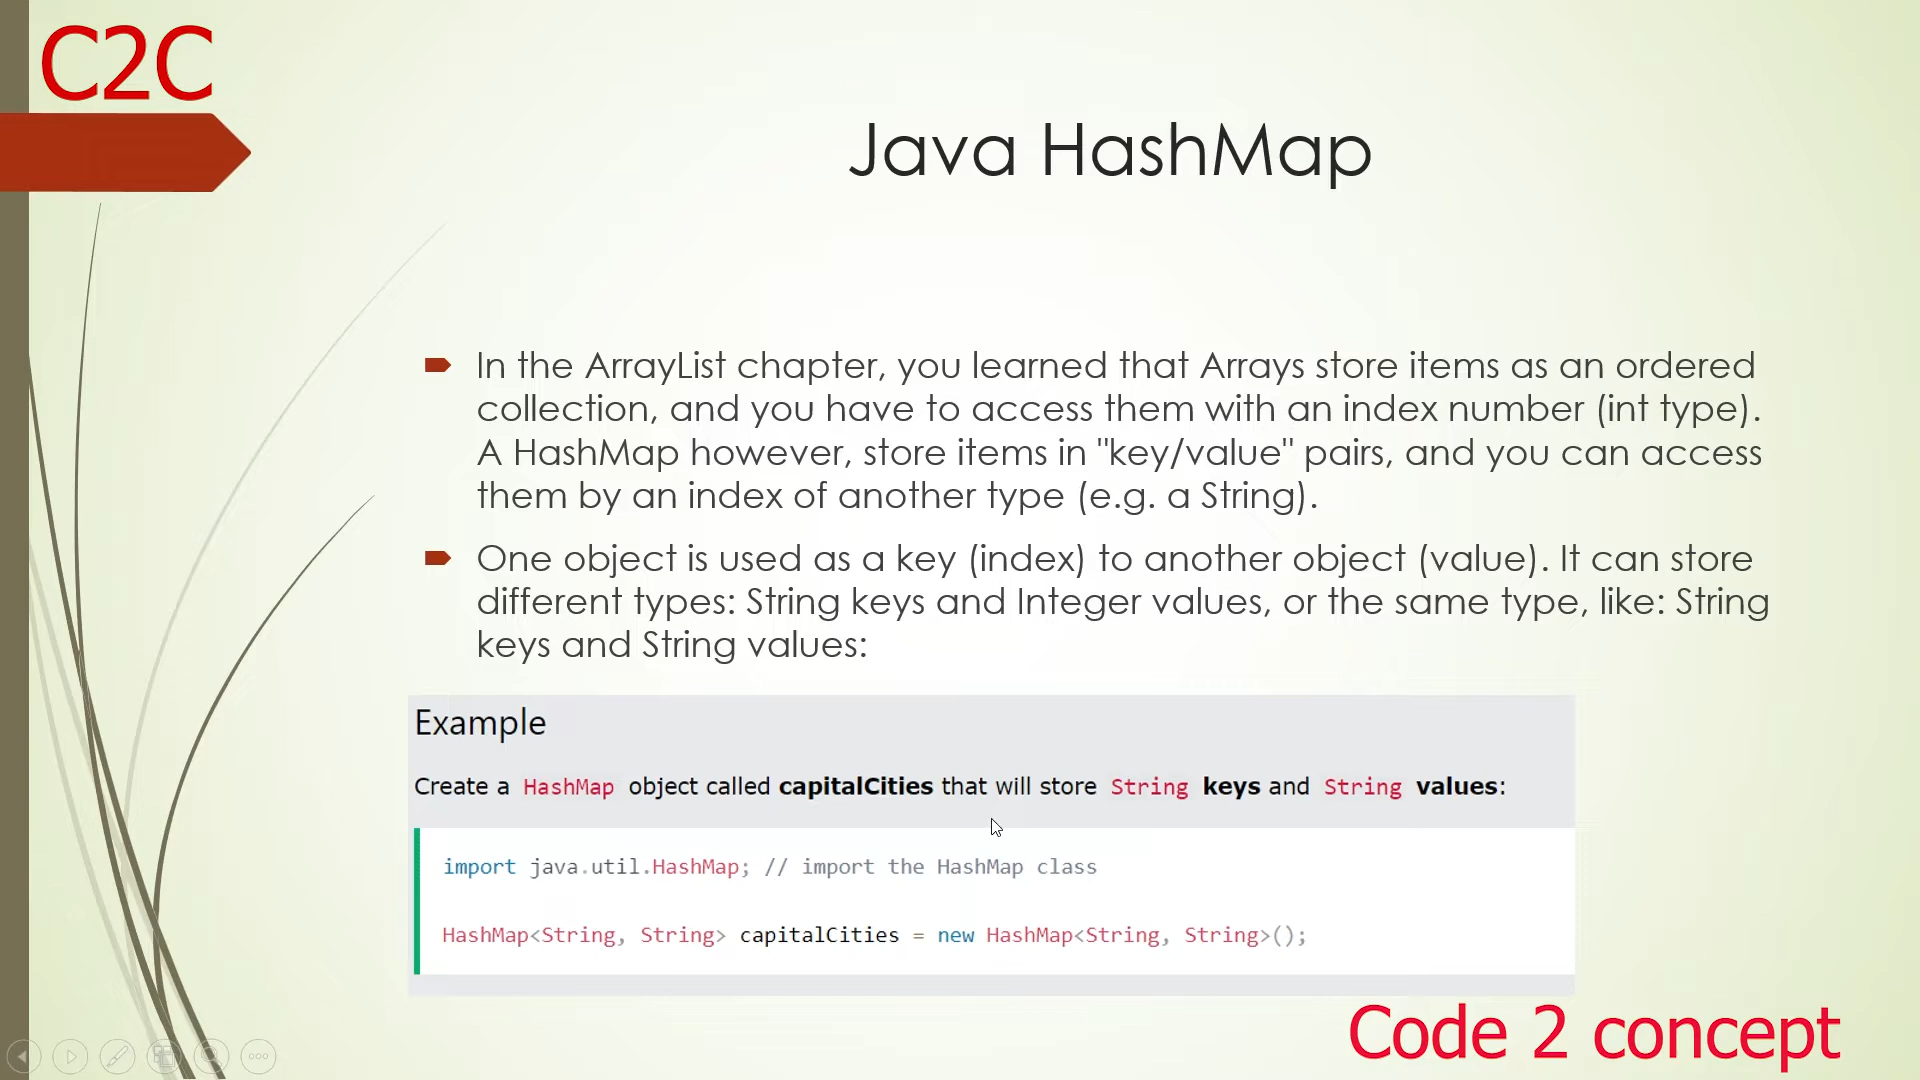 C2C
Java HashMap
In the ArrayList chapter, you learned that Arrays store items as an ordered
collection, and you have to access them with an index number (int type).
A HashMap however, store items in "key/value" pairs, and you can access
them by an index of another type (e.g. a String).
One object is used as a key (index) to another object (value). It can store
different types: String keys and Integer values, or the same type, like: String
keys and String values:
Example
Create a HashMap object called capitalCities that will store String keys and String values:
import java.util.HashMap; // import the HashMap class
HashMap<String, String> capitalCities = new HashMap<String, String>();
Code 2 concept